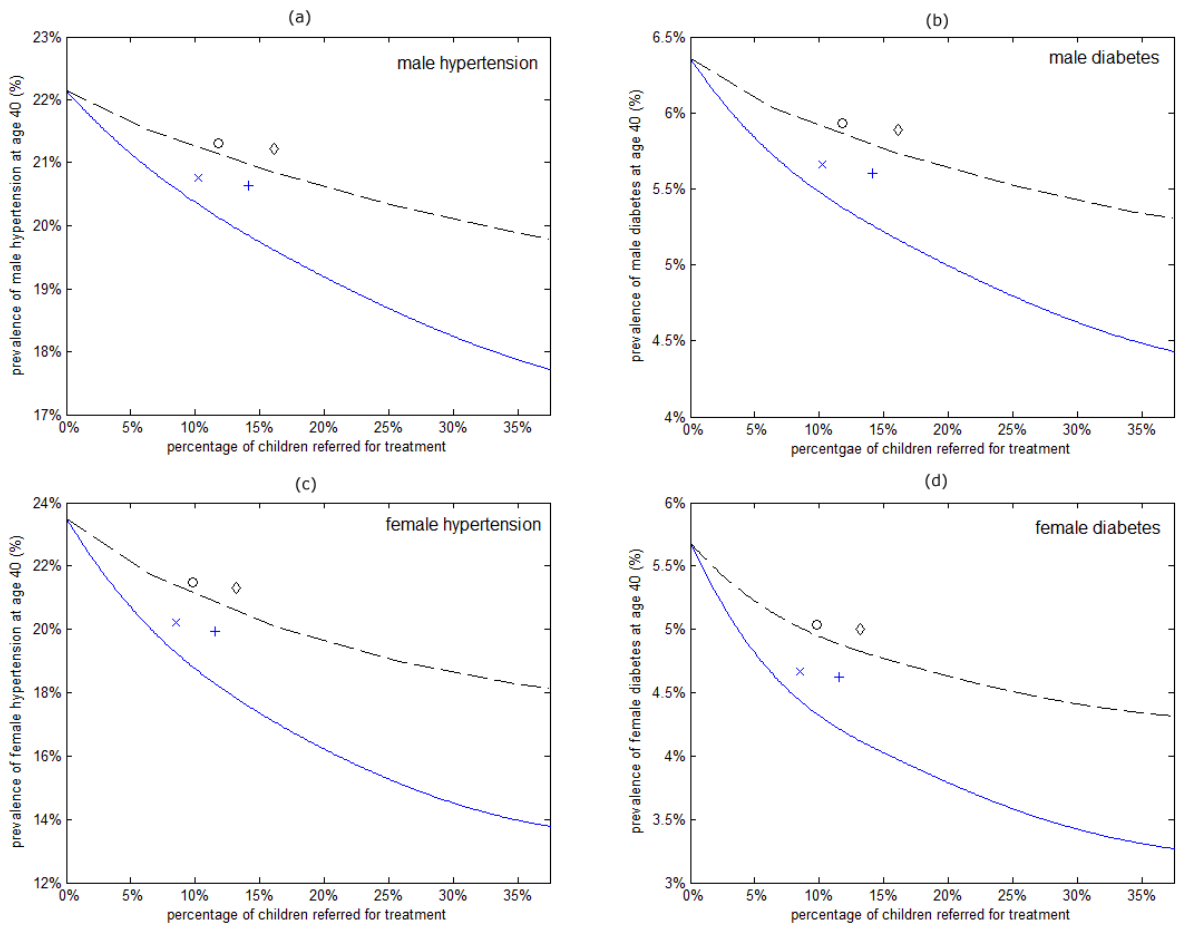 (a)
male hypertension
prevalence of male hypertension at age 40 (%)
23%
22%
21%
20%
19%
18%
17%
0% 5% 10% 15% 20% 25% 30% 35%
percentage of children referred for treatment
(b)
male diabetes
prevalence of male diabetes at age 40 (%)
6.5%
6%
5.5%
5%
4.5%
4%
0% 5% 10% 15% 20% 25% 30% 35%
percentgae of children referred for treatment
(c)
female hypertension
prevalence of female hypertension at age 40 (%)
24%
22%
20%
18%
16%
14%
12%
0% 5% 10% 15% 20% 25% 30% 35%
percentage of children referred for treatment
(d)
female diabetes
prevalence of female diabetes at age 40 (%)
6%
5.5%
5%
4.5%
4%
3.5%
3%
0% 5% 10% 15% 20% 25% 30% 35%
percentage of children referred for treatment